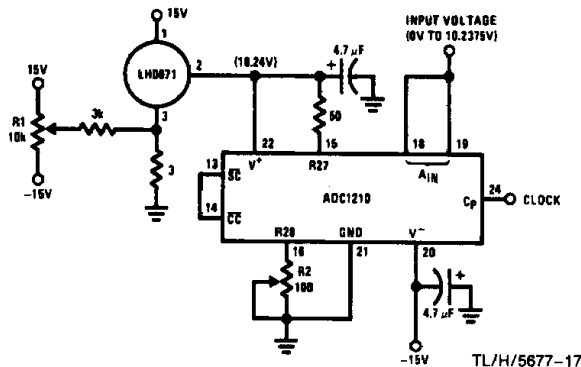 15V
1
LH0071
2
(10.24V)
4.7 μF
+
INPUT VOLTAGE
(0V TO 10.2375V)
15V
R1
10k
3k
3
3
-15V
50
22
V+
15
R27
18
19
AIN
13
SC
14
CC
ADC1210
24
CP
CLOCK
R28
GND
V-
16
21
20
R2
100
4.7 μF
+
-15V
TL/H/5677-17